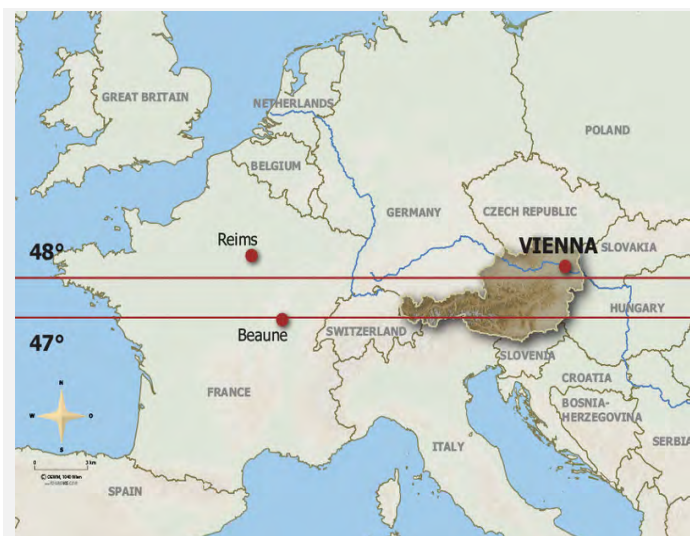 GREAT BRITAIN
NETHERLANDS
POLAND
BELGIUM
GERMANY
CZECH REPUBLIC
Reims
48°
VIENNA
SLOVAKIA
HUNGARY
Beaune
SWITZERLAND
47°
SLOVENIA
N
W
O
S
FRANCE
CROATIA
BOSNIA-
HERZEGOVINA
SERBIA
ITALY
SPAIN